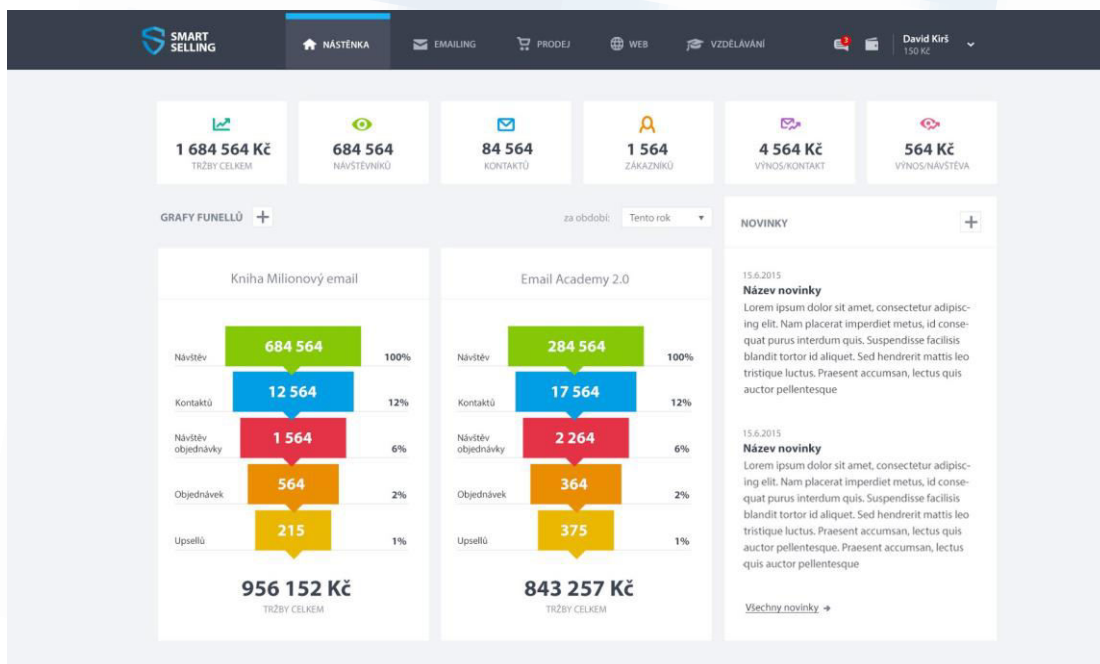 SMART
SELLING
NÁSTĚNKA
EMAILING
PRODEJ
WEB
VZDĚLÁVÁNÍ
2
David Kirš
150 Kč
1 684 564 Kč
TRŽBY CELKEM
684 564
NÁVŠTĚVNÍKŮ
84 564
KONTAKTŮ
1 564
ZÁKAZNÍKŮ
4 564 Kč
VÝNOS/KONTAKT
564 Kč
VÝNOS/NÁVŠTĚVA
GRAFY FUNELLŮ
za období:
Tento rok
Kniha Milionový email
Návštěv
684 564
100%
Kontaktů
12 564
12%
Návštěv
objednávky
1 564
6%
Objednávek
564
2%
Upsellů
215
1%
956 152 Kč
TRŽBY CELKEM
Email Academy 2.0
Návštěv
284 564
100%
Kontaktů
17 564
12%
Návštěv
objednávky
2 264
6%
Objednávek
364
2%
Upsellů
375
1%
843 257 Kč
TRŽBY CELKEM
NOVINKY
15.6.2015
Název novinky
Lorem ipsum dolor sit amet, consectetur adipisc-
ing elit. Nam placerat imperdiet metus, id conse-
quat purus interdum quis. Suspendisse facilisis
blandit tortor id aliquet. Sed hendrerit mattis leo
tristique luctus. Praesent accumsan, lectus quis
auctor pellentesque
15.6.2015
Název novinky
Lorem ipsum dolor sit amet, consectetur adipisc-
ing elit. Nam placerat imperdiet metus, id conse-
quat purus interdum quis. Suspendisse facilisis
blandit tortor id aliquet. Sed hendrerit mattis leo
tristique luctus. Praesent accumsan, lectus quis
auctor pellentesque. Praesent accumsan, lectus
quis auctor pellentesque
Všechny novinky